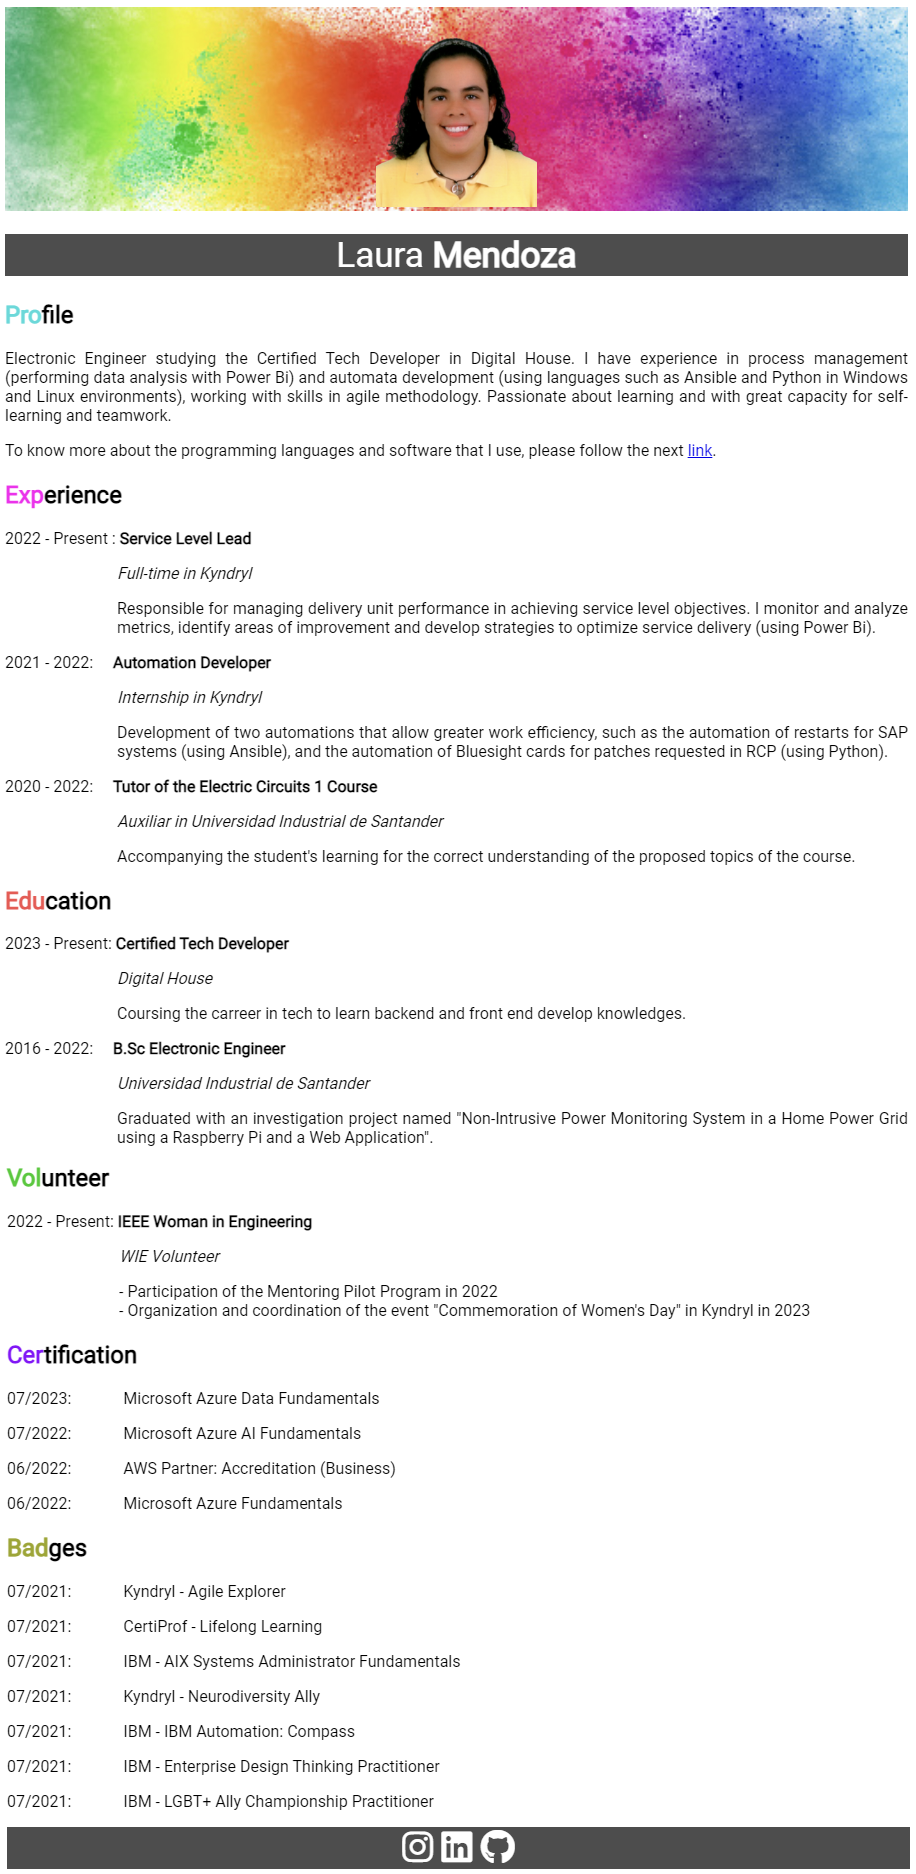 Laura Mendoza
Profile
Electronic Engineer studying the Certified Tech Developer in Digital House. I have experience in process management
(performing data analysis with Power Bi) and automata development (using languages such as Ansible and Python in Windows
and Linux environments), working with skills in agile methodology. Passionate about learning and with great capacity for self-
learning and teamwork.
To know more about the programming languages and software that I use, please follow the next link.
Experience
2022 - Present : Service Level Lead
Full-time in Kyndryl
Responsible for managing delivery unit performance in achieving service level objectives. I monitor and analyze
metrics, identify areas of improvement and develop strategies to optimize service delivery (using Power Bi).
2021 - 2022: Automation Developer
Internship in Kyndryl
Development of two automations that allow greater work efficiency, such as the automation of restarts for SAP
systems (using Ansible), and the automation of Bluesight cards for patches requested in RCP (using Python).
2020 - 2022: Tutor of the Electric Circuits 1 Course
Auxiliar in Universidad Industrial de Santander
Accompanying the student's learning for the correct understanding of the proposed topics of the course.
Education
2023 - Present: Certified Tech Developer
Digital House
Coursing the carreer in tech to learn backend and front end develop knowledges.
2016 - 2022: B.Sc Electronic Engineer
Universidad Industrial de Santander
Graduated with an investigation project named "Non-Intrusive Power Monitoring System in a Home Power Grid
using a Raspberry Pi and a Web Application".
Volunteer
2022 - Present: IEEE Woman in Engineering
WIE Volunteer
- Participation of the Mentoring Pilot Program in 2022
- Organization and coordination of the event "Commemoration of Women's Day" in Kyndryl in 2023
Certification
07/2023: Microsoft Azure Data Fundamentals
07/2022: Microsoft Azure AI Fundamentals
06/2022: AWS Partner: Accreditation (Business)
06/2022: Microsoft Azure Fundamentals
Badges
07/2021: Kyndryl - Agile Explorer
07/2021: CertiProf - Lifelong Learning
07/2021: IBM - AIX Systems Administrator Fundamentals
07/2021: Kyndryl - Neurodiversity Ally
07/2021: IBM - IBM Automation: Compass
07/2021: IBM - Enterprise Design Thinking Practitioner
07/2021: IBM - LGBT+ Ally Championship Practitioner